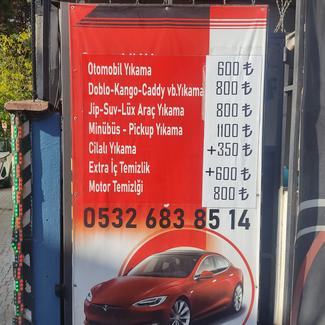 Otomobil Yıkama 600 ₺
Doblo-Kango-Caddy vb.Yıkama 800 ₺
Jip-Suv-Lüx Araç Yıkama 800 ₺
Minübüs - Pickup Yıkama 1100 ₺
Cilalı Yıkama +350 ₺
Extra İç Temizlik +600 ₺
Motor Temizlği 800 ₺
0532 683 85 14